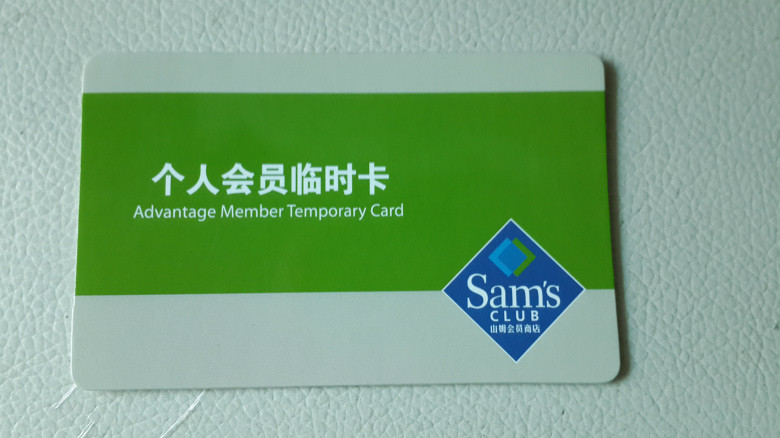 个人会员临时卡
Advantage Member Temporary Card
Sam's
CLUB
山姆会员商店